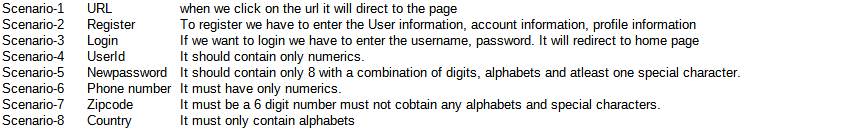 Scenario-1 URL when we click on the url it will direct to the page
Scenario-2 Register To register we have to enter the User information, account information, profile information
Scenario-3 Login If we want to login we have to enter the username, password. It will redirect to home page
Scenario-4 UserId It should contain only numerics.
Scenario-5 Newpassword It should contain only 8 with a combination of digits, alphabets and atleast one special character.
Scenario-6 Phone number It must have only numerics.
Scenario-7 Zipcode It must be a 6 digit number must not cobtain any alphabets and special characters.
Scenario-8 Country It must only contain alphabets